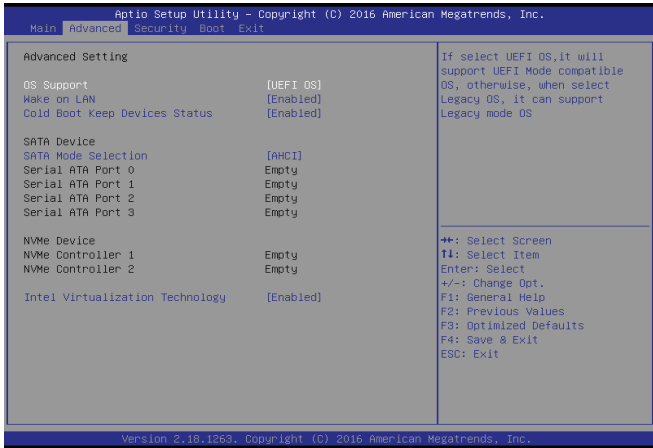 Aptio Setup Utility – Copyright (C) 2016 American Megatrends, Inc.
Main Advanced Security Boot Exit
Advanced Setting
OS Support [UEFI OS]
Wake on LAN [Enabled]
Cold Boot Keep Devices Status [Enabled]
SATA Device
SATA Mode Selection [AHCI]
Serial ATA Port 0 Empty
Serial ATA Port 1 Empty
Serial ATA Port 2 Empty
Serial ATA Port 3 Empty
NVMe Device
NVMe Controller 1 Empty
NVMe Controller 2 Empty
Intel Virtualization Technology [Enabled]
If select UEFI OS,it will
support UEFI Mode compatible
OS, otherwise, when select
Legacy OS, it can support
Legacy mode OS
→←: Select Screen
↑↓: Select Item
Enter: Select
+/-: Change Opt.
F1: General Help
F2: Previous Values
F3: Optimized Defaults
F4: Save & Exit
ESC: Exit
Version 2.18.1263. Copyright (C) 2016 American Megatrends, Inc.